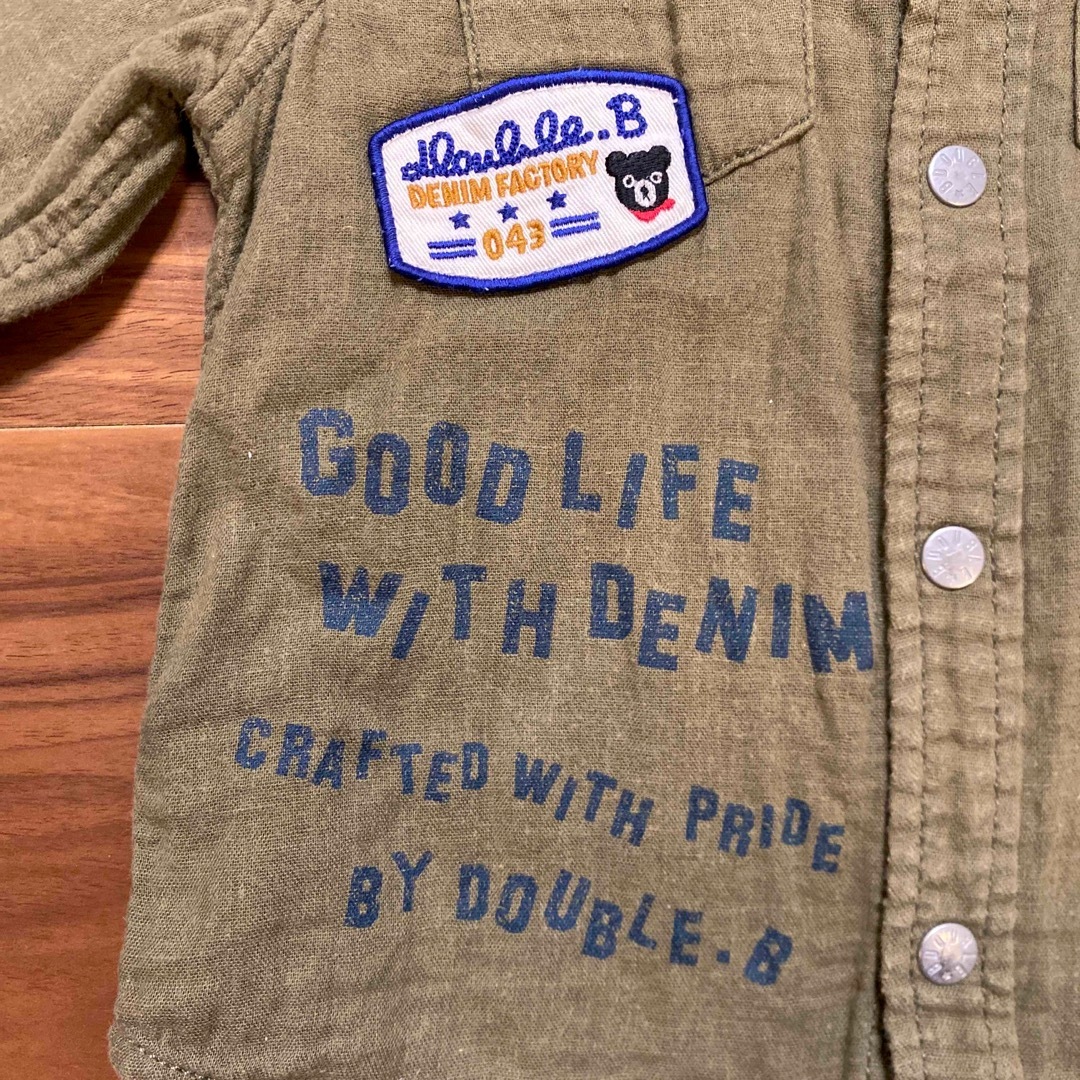 Double.B
DENIM FACTORY
043
GOOD LIFE
WITH DENIM
CRAFTED WITH PRIDE
BY DOUBLE.B